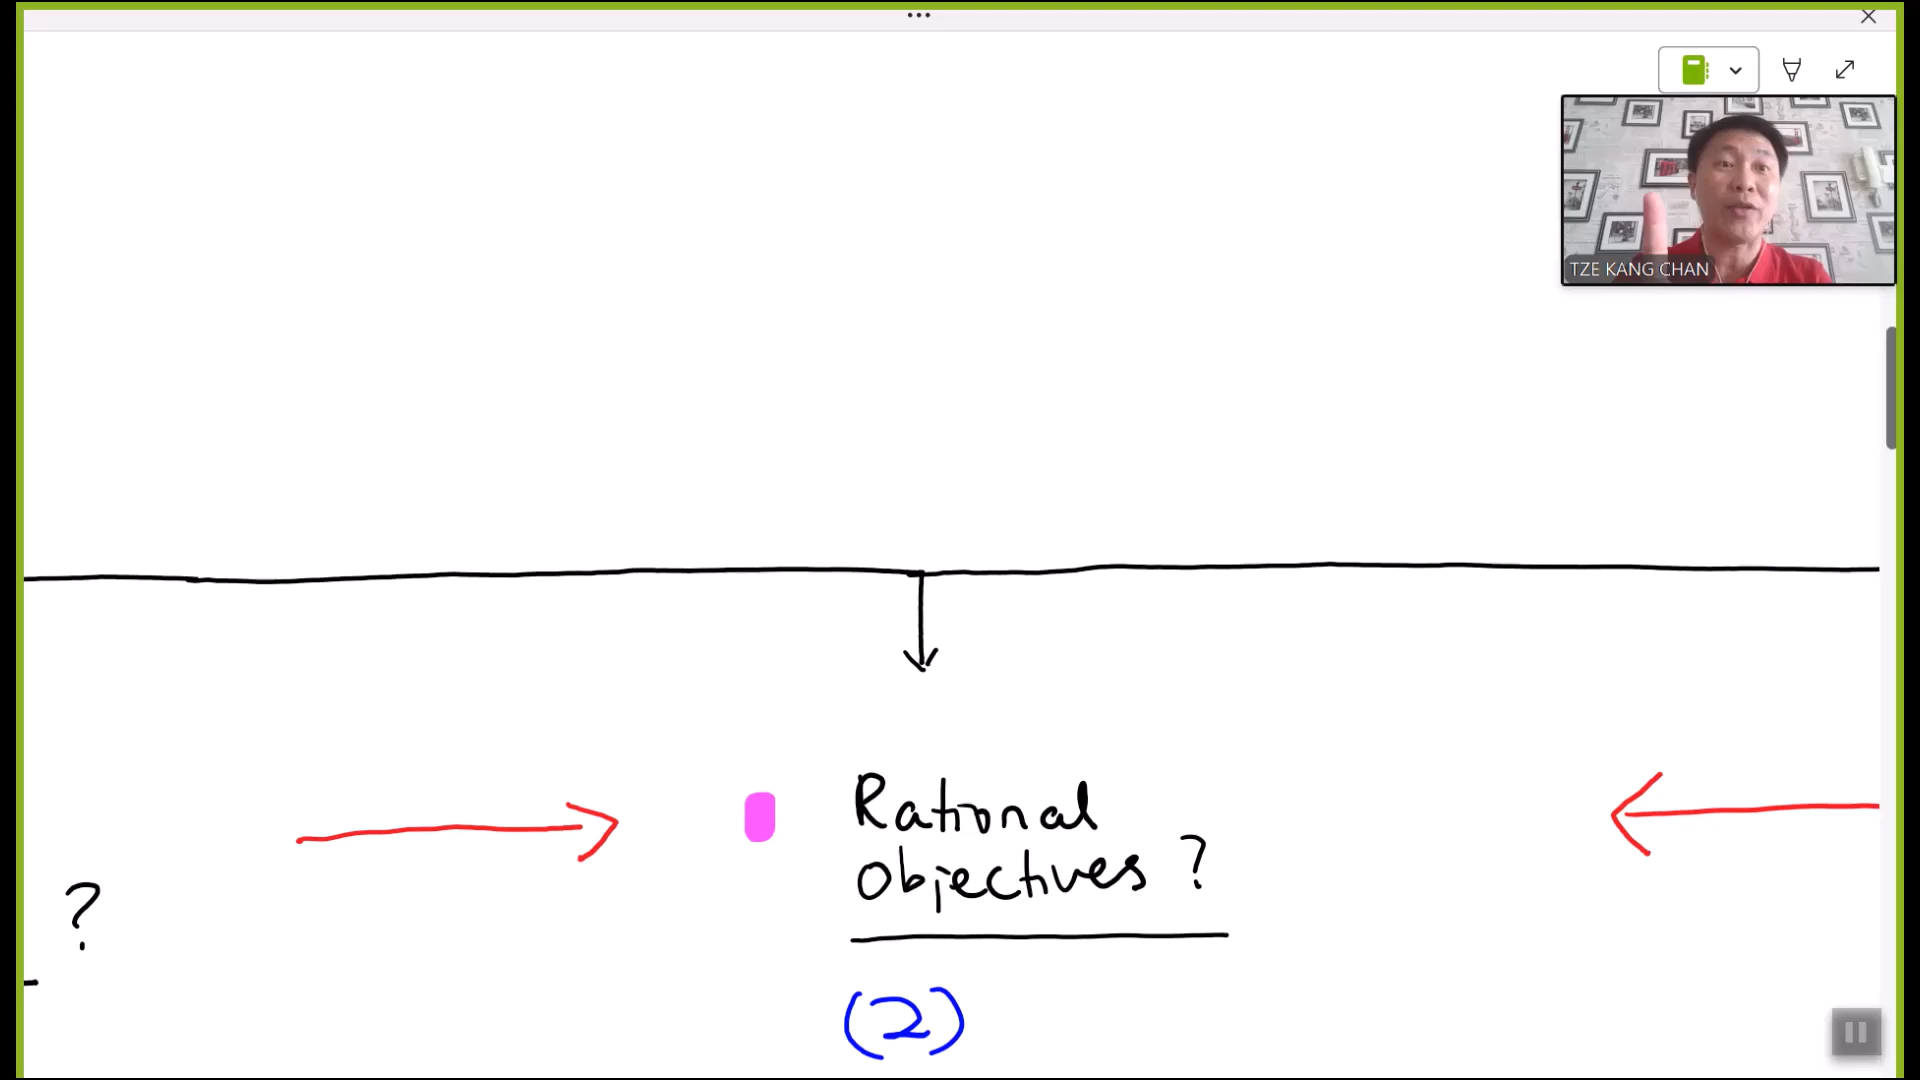 TZE KANG CHAN
Rational
objectives ?
?
(2)